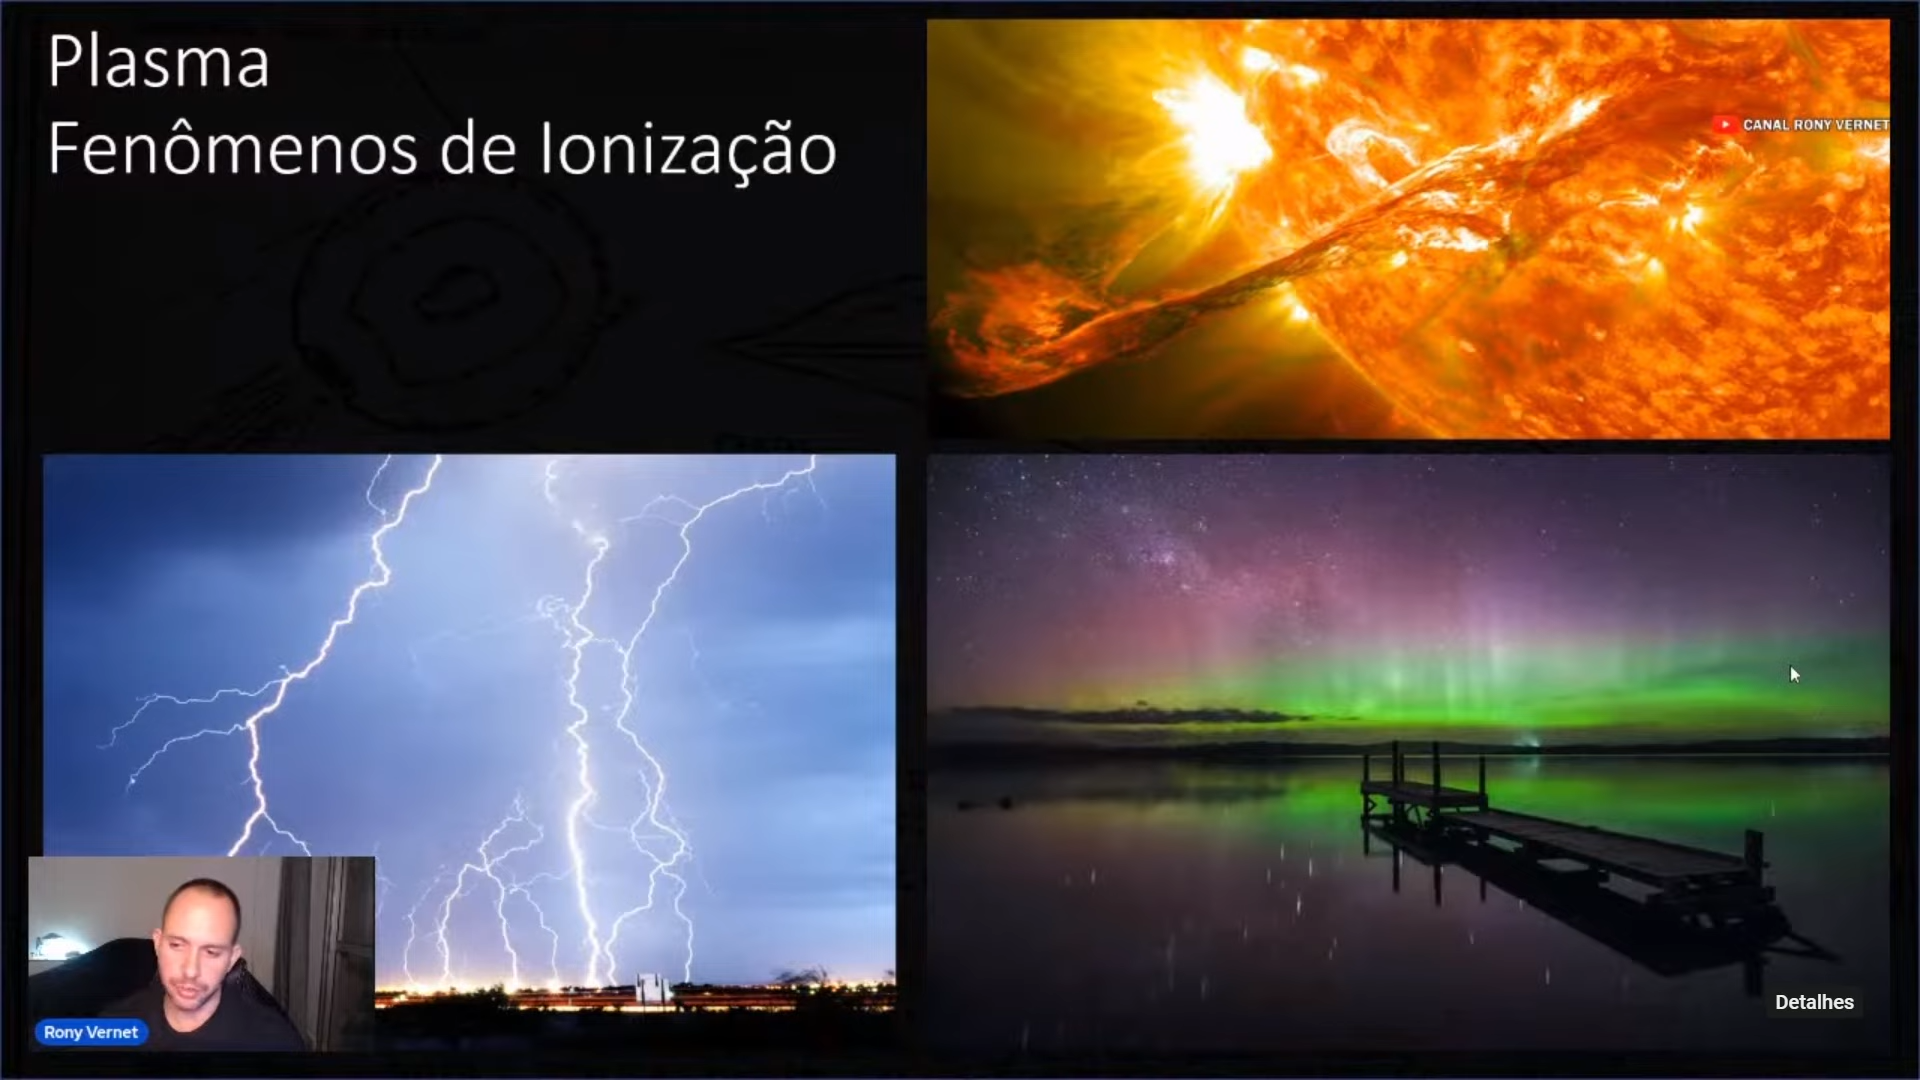 Plasma
Fenômenos de Ionização
CANAL RONY VERNET
Rony Vernet
Detalhes